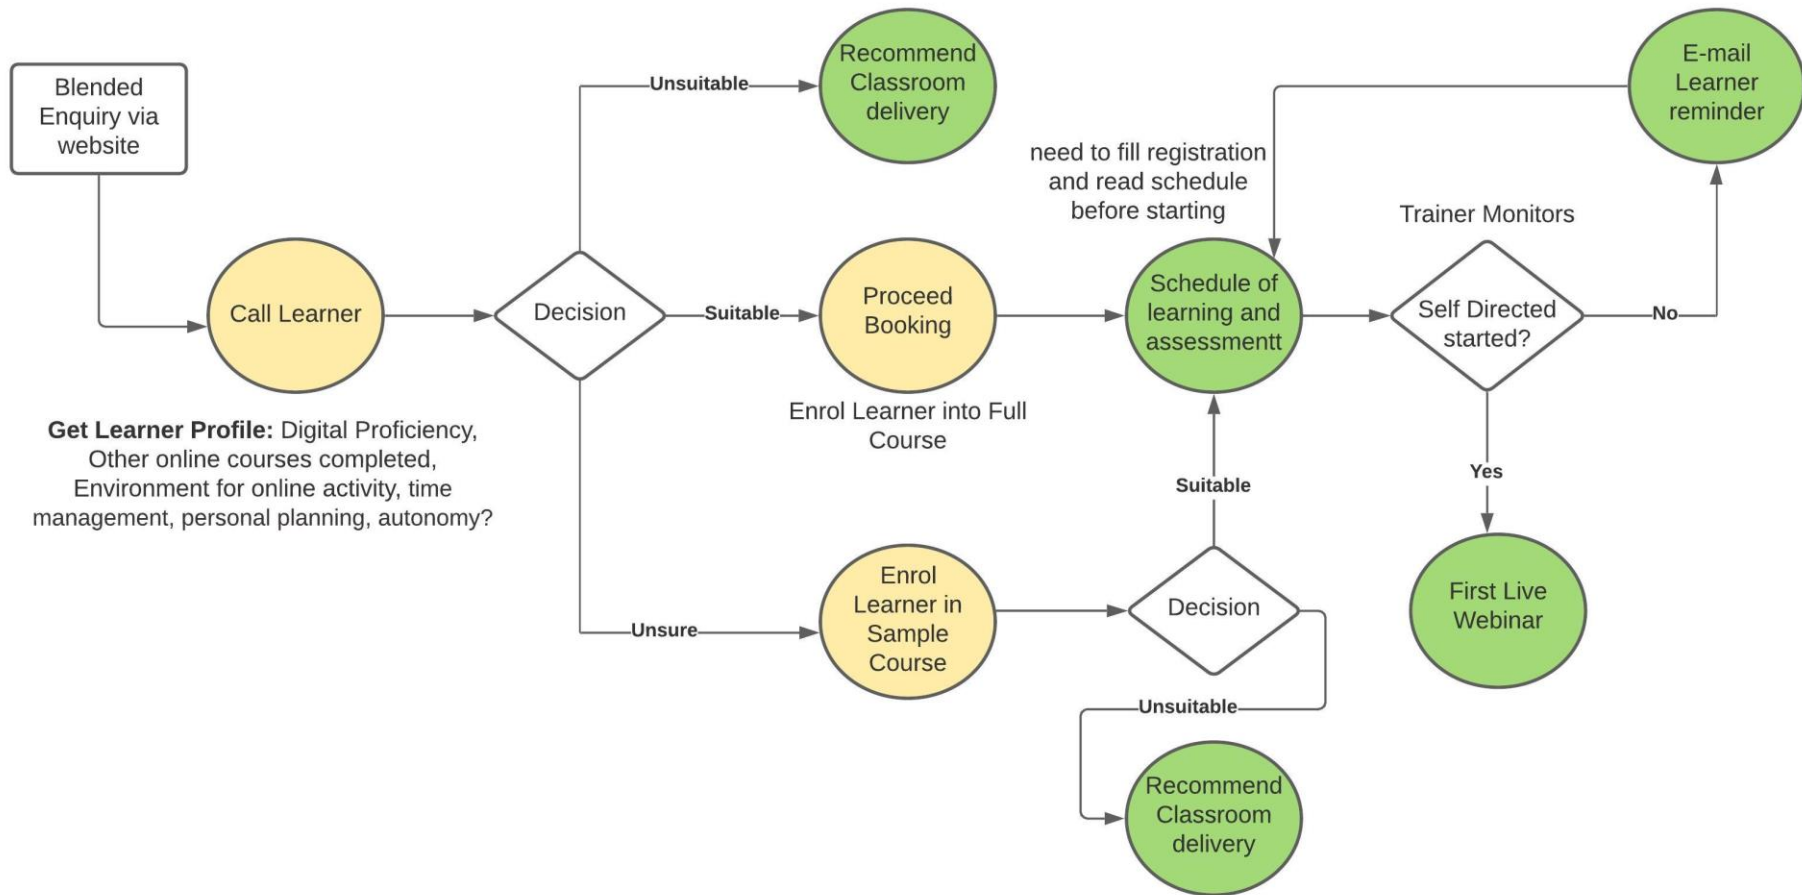 Blended
Enquiry via
website
Call Learner
Get Learner Profile: Digital Proficiency,
Other online courses completed,
Environment for online activity, time
management, personal planning, autonomy?
Decision
Unsuitable
Recommend
Classroom
delivery
Suitable
Proceed
Booking
Enrol Learner into Full
Course
Unsure
Enrol
Learner in
Sample
Course
Decision
Suitable
Unsuitable
Recommend
Classroom
delivery
need to fill registration
and read schedule
before starting
Schedule of
learning and
assessmentt
Trainer Monitors
Self Directed
started?
No
E-mail
Learner
reminder
Yes
First Live
Webinar